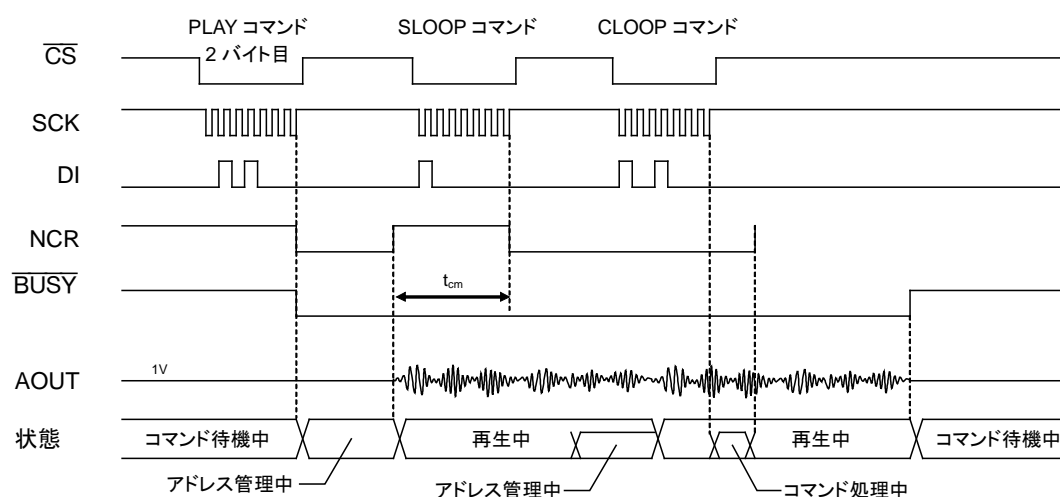 PLAY コマンド
2 バイト目
SLOOP コマンド
CLOOP コマンド
CS
SCK
DI
NCR
BUSY
tcm
AOUT
1V
状態
コマンド待機中
再生中
再生中
コマンド待機中
アドレス管理中
アドレス管理中
コマンド処理中